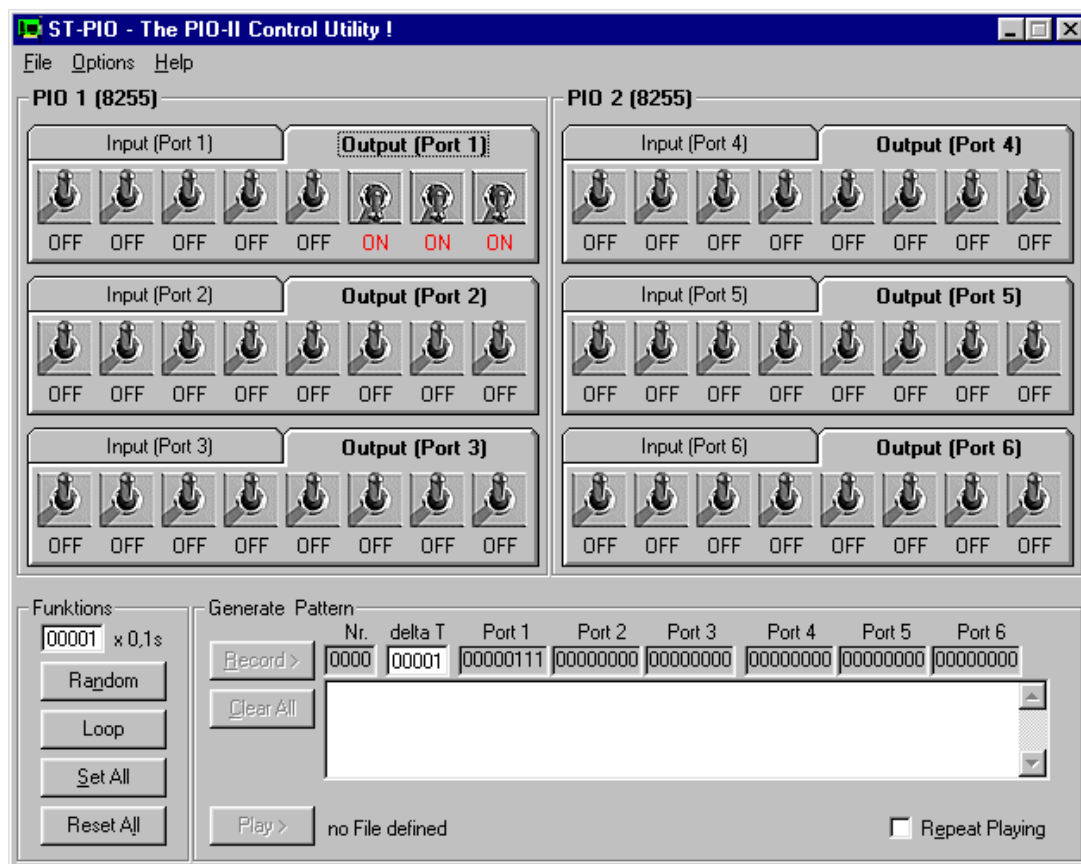 ST-PIO - The PIO-II Control Utility !
File Options Help
PIO 1 (8255)
Input (Port 1) Output (Port 1)
OFF OFF OFF OFF OFF ON ON ON
Input (Port 2) Output (Port 2)
OFF OFF OFF OFF OFF OFF OFF OFF
Input (Port 3) Output (Port 3)
OFF OFF OFF OFF OFF OFF OFF OFF
PIO 2 (8255)
Input (Port 4) Output (Port 4)
OFF OFF OFF OFF OFF OFF OFF OFF
Input (Port 5) Output (Port 5)
OFF OFF OFF OFF OFF OFF OFF OFF
Input (Port 6) Output (Port 6)
OFF OFF OFF OFF OFF OFF OFF OFF
Funktions
00001 x 0,1s
Random
Loop
Set All
Reset All
Generate Pattern
Nr. delta T Port 1 Port 2 Port 3 Port 4 Port 5 Port 6
Record > 0000 00001 00000111 00000000 00000000 00000000 00000000 00000000
Clear All
Play > no File defined Repeat Playing